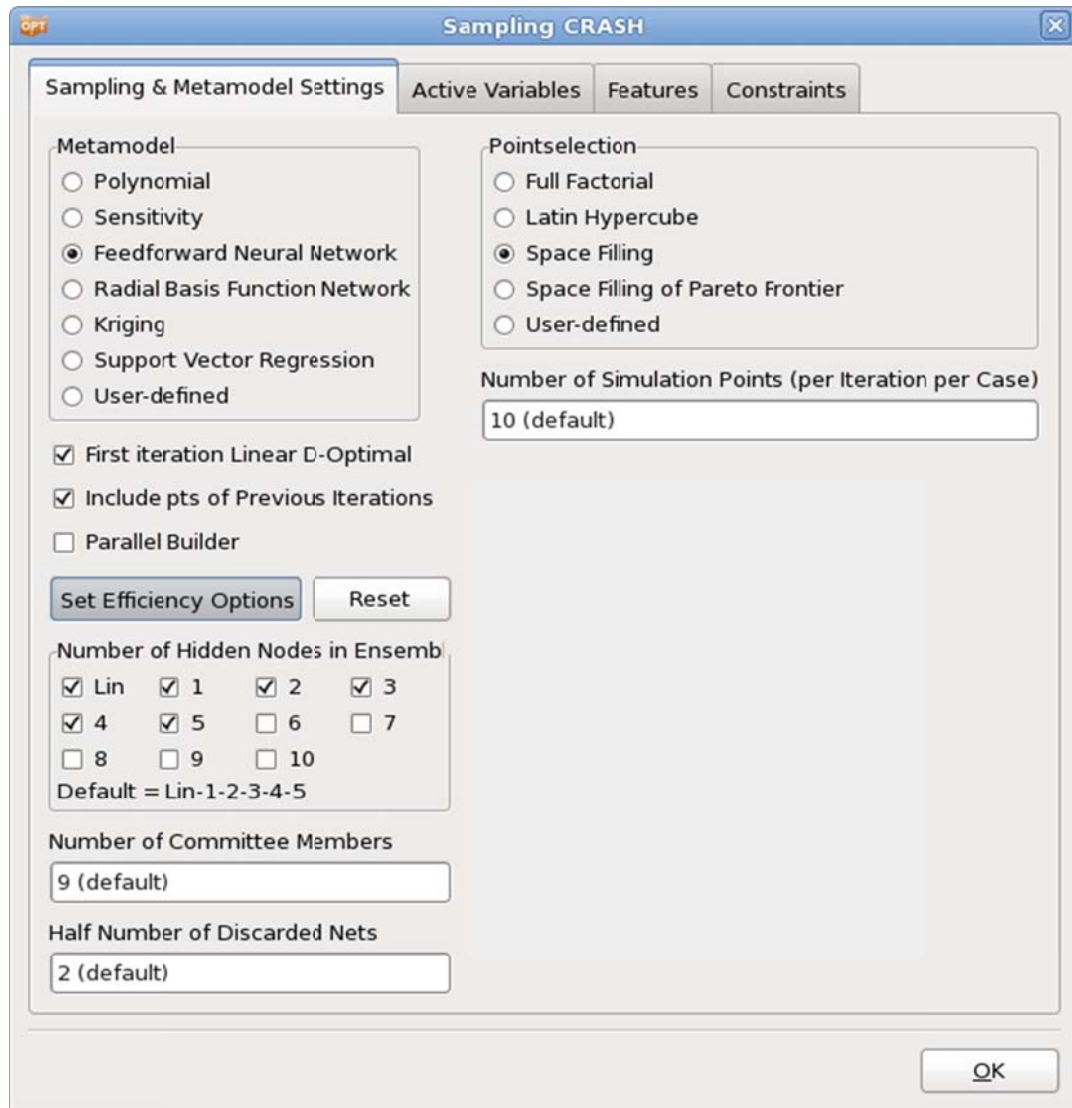 OPT
Sampling CRASH
Sampling & Metamodel Settings
Active Variables
Features
Constraints
Metamodel
Polynomial
Sensitivity
Feedforward Neural Network
Radial Basis Function Network
Kriging
Support Vector Regression
User-defined
First iteration Linear D-Optimal
Include pts of Previous Iterations
Parallel Builder
Set Efficiency Options
Reset
Number of Hidden Nodes in Ensembl
Lin 1 2 3
4 5 6 7
8 9 10
Default = Lin-1-2-3-4-5
Number of Committee Members
9 (default)
Half Number of Discarded Nets
2 (default)
Pointselection
Full Factorial
Latin Hypercube
Space Filling
Space Filling of Pareto Frontier
User-defined
Number of Simulation Points (per Iteration per Case)
10 (default)
OK